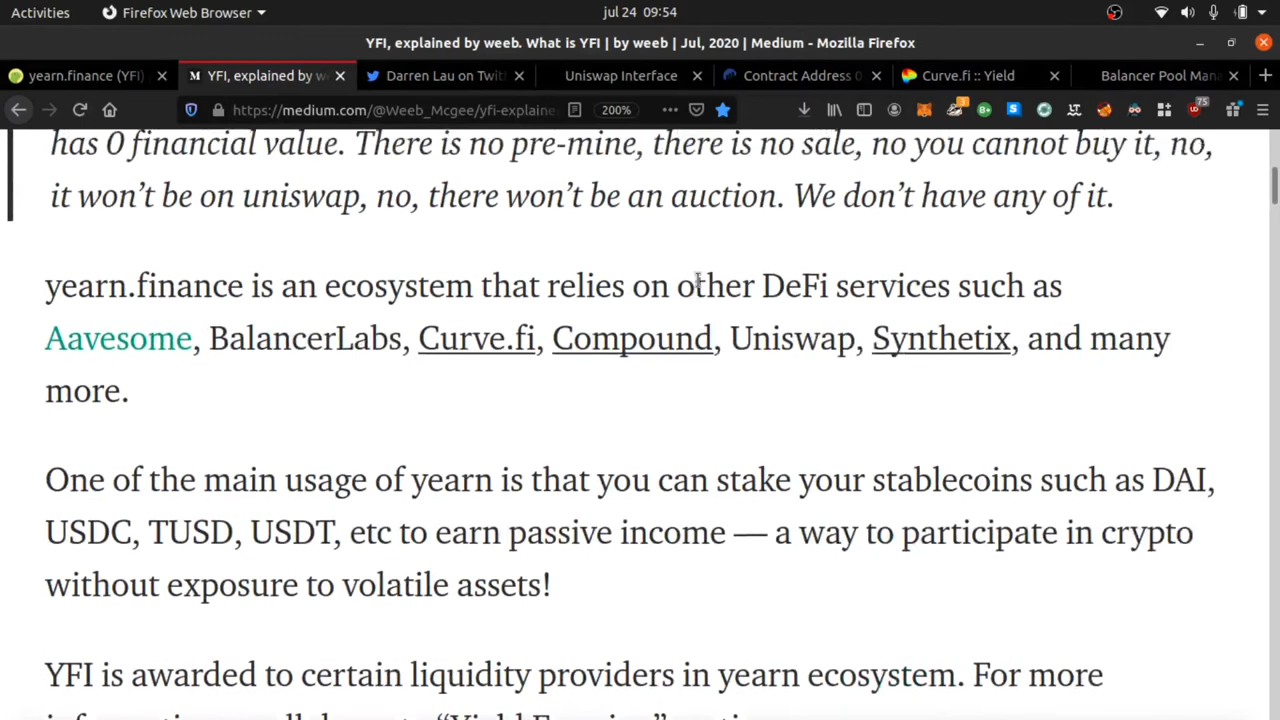 Activities
Firefox Web Browser
jul 24 09:54
YFI, explained by weeb. What is YFI | by weeb | Jul, 2020 | Medium - Mozilla Firefox
yearn.finance (YFI)
YFI, explained by we
Darren Lau on Twit
Uniswap Interface
Contract Address 0
Curve.fi :: Yield
Balancer Pool Mana
https://medium.com/@Weeb_Mcgee/yfi-explaine
200%
3
75
has 0 financial value. There is no pre-mine, there is no sale, no you cannot buy it, no,
it won’t be on uniswap, no, there won’t be an auction. We don’t have any of it.
yearn.finance is an ecosystem that relies on other DeFi services such as
Aavesome, BalancerLabs, Curve.fi, Compound, Uniswap, Synthetix, and many
more.
One of the main usage of yearn is that you can stake your stablecoins such as DAI,
USDC, TUSD, USDT, etc to earn passive income — a way to participate in crypto
without exposure to volatile assets!
YFI is awarded to certain liquidity providers in yearn ecosystem. For more